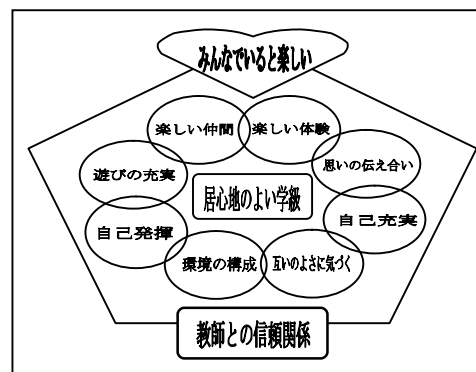 みんなでいると楽しい
楽しい仲間
楽しい体験
遊びの充実
思いの伝え合い
居心地のよい学級
自己発揮
自己充実
環境の構成
互いのよさに気づく
教師との信頼関係